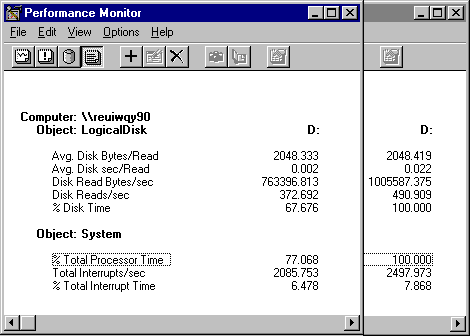 Performance Monitor
File Edit View Options Help
Computer: \\reuiwqy90
Object: LogicalDisk D: D:
Avg. Disk Bytes/Read 2048.333 2048.419
Avg. Disk sec/Read 0.002 0.022
Disk Read Bytes/sec 763396.813 1005587.375
Disk Reads/sec 372.692 490.909
% Disk Time 67.676 100.000
Object: System
% Total Processor Time 77.068 100.000
Total Interrupts/sec 2085.753 2497.973
% Total Interrupt Time 6.478 7.868